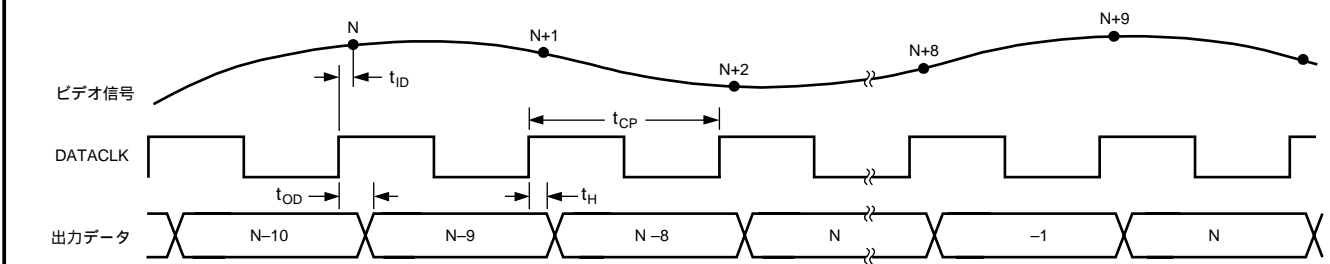 N
N+1
N+2
N+8
N+9
ビデオ信号
tID
tCP
DATACLK
tOD
tH
出力データ
N–10
N–9
N –8
N
–1
N